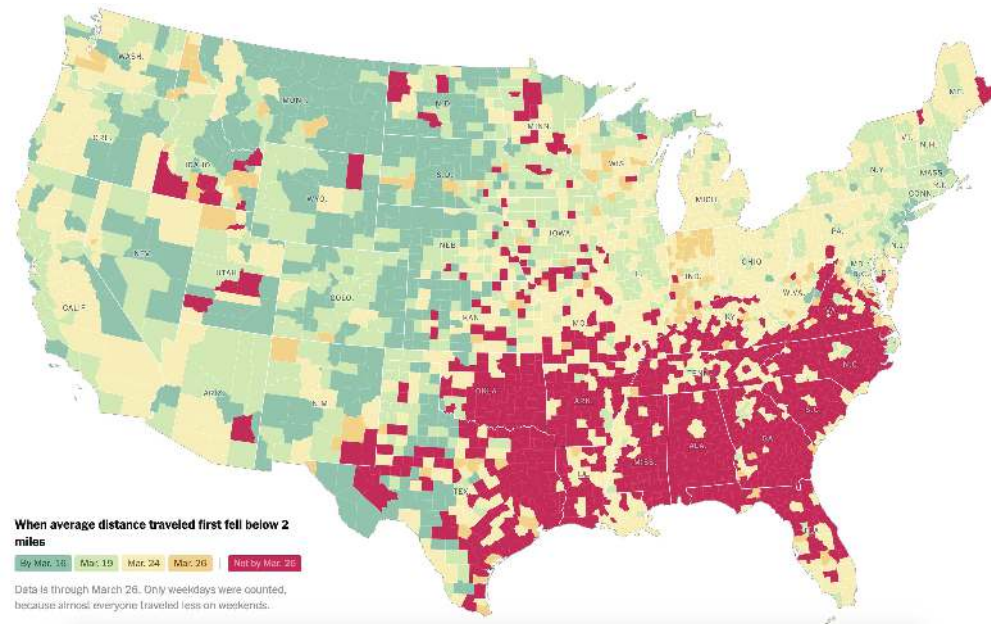 WASH.
MONT.
N.D.
MINN.
ME.
ORE.
IDAHO
WIS.
VT.
N.H.
S.D.
N.Y.
MASS.
R.I.
CONN.
WYO.
MICH.
IOWA
PA.
NEB.
N.J.
NEV.
OHIO
UTAH
IND.
MD.
COLO.
W.VA.
CALIF.
KAN.
MO.
KY.
TENN.
N.C.
ARIZ.
N.M.
OKLA.
ARK.
S.C.
MISS.
ALA.
GA.
TEX.
LA.
When average distance traveled first fell below 2
miles
By Mar. 16 Mar. 19 Mar. 24 Mar. 26 Not by Mar. 26
Data is through March 26. Only weekdays were counted,
because almost everyone traveled less on weekends.